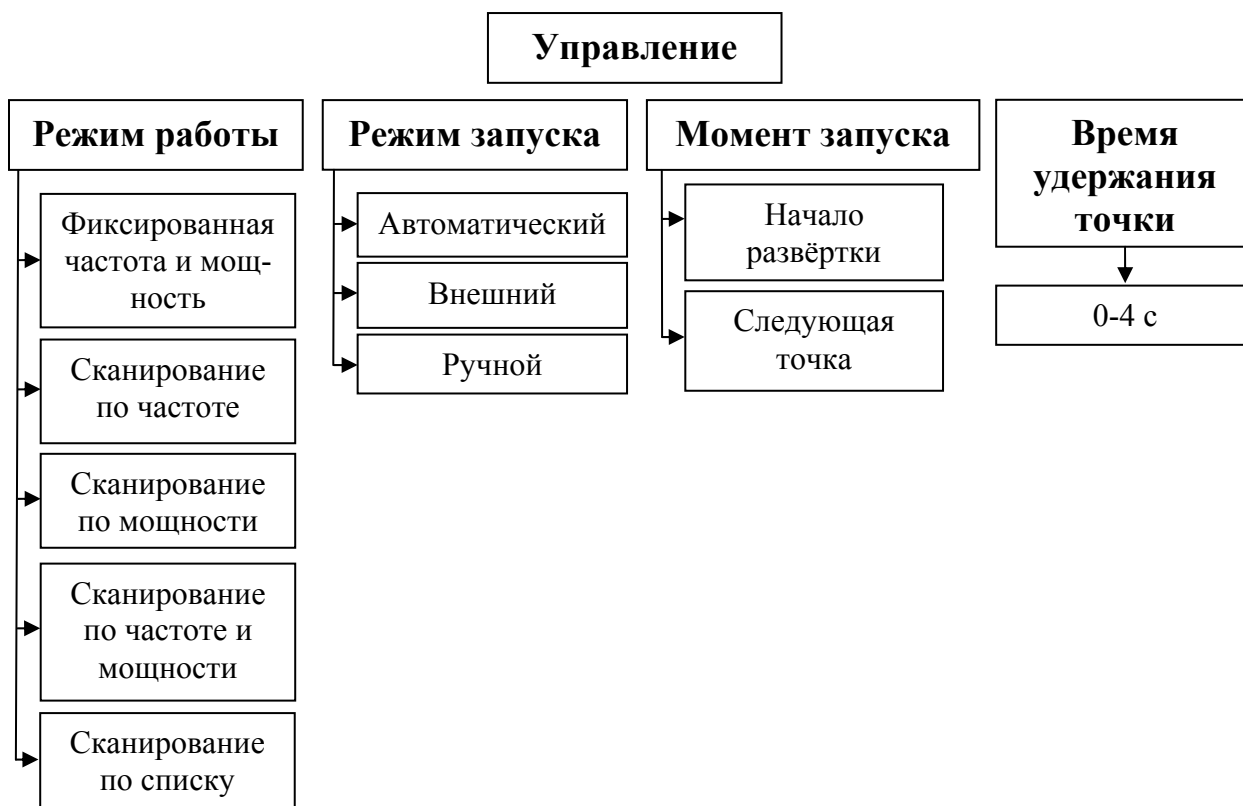 Управление
Режим работы
Фиксированная
частота и мощ-
ность
Сканирование
по частоте
Сканирование
по мощности
Сканирование
по частоте и
мощности
Сканирование
по списку
Режим запуска
Автоматический
Внешний
Ручной
Момент запуска
Начало
развёртки
Следующая
точка
Время
удержания
точки
0-4 с